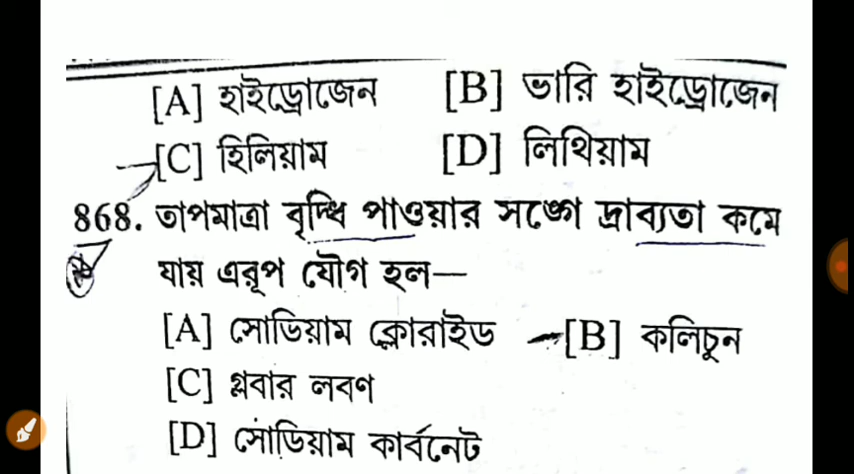 [A] হাইড্রোজেন [B] ভারি হাইড্রোজেন
[C] হিলিয়াম [D] লিথিয়াম
868. তাপমাত্রা বৃদ্ধি পাওয়ার সঙ্গে দ্রাব্যতা কমে
যায় এরূপ যৌগ হল—
[A] সোডিয়াম ক্লোরাইড [B] কলিচুন
[C] গ্লবার লবণ
[D] সোডিয়াম কার্বনেট